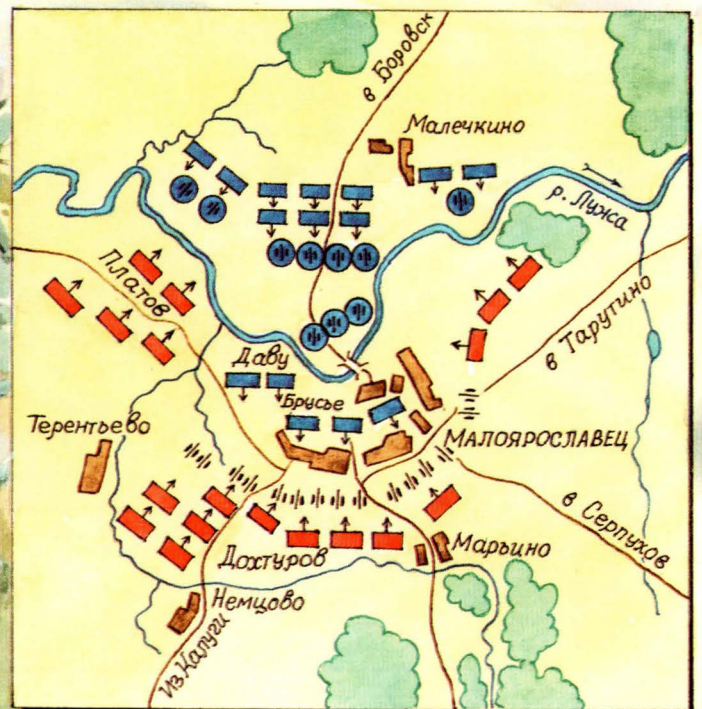 в Боровск
Малечкино
р. Лужа
Платов
в Тарутино
Даву
Брусье
Терентьево
МАЛОЯРОСЛАВЕЦ
в Серпухов
Дохтуров
Марьино
Немцово
Из Калуги